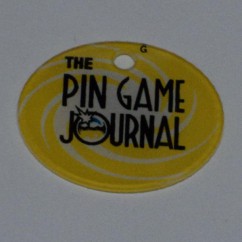 G
THE
PIN GAME
JOURNAL